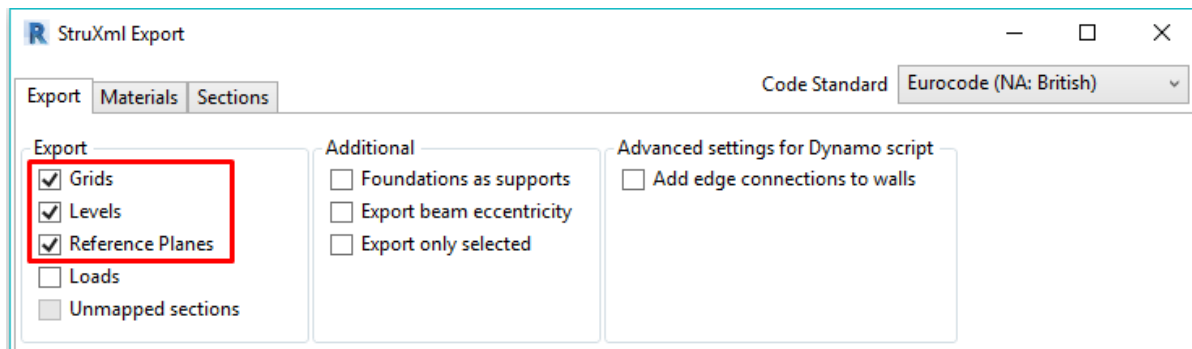 StruXml Export
Code Standard Eurocode (NA: British)
Export Materials Sections
Export
Grids
Levels
Reference Planes
Loads
Unmapped sections
Additional
Foundations as supports
Export beam eccentricity
Export only selected
Advanced settings for Dynamo script
Add edge connections to walls